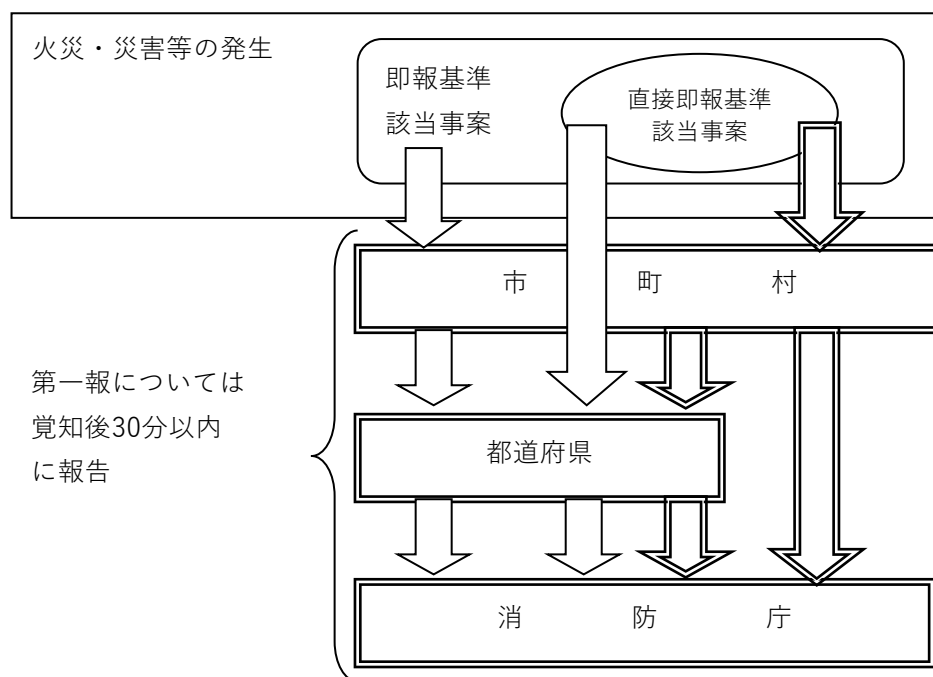 火災・災害等の発生
即報基準
該当事案
直接即報基準
該当事案
市町村
第一報については
覚知後30分以内
に報告
都道府県
消防庁